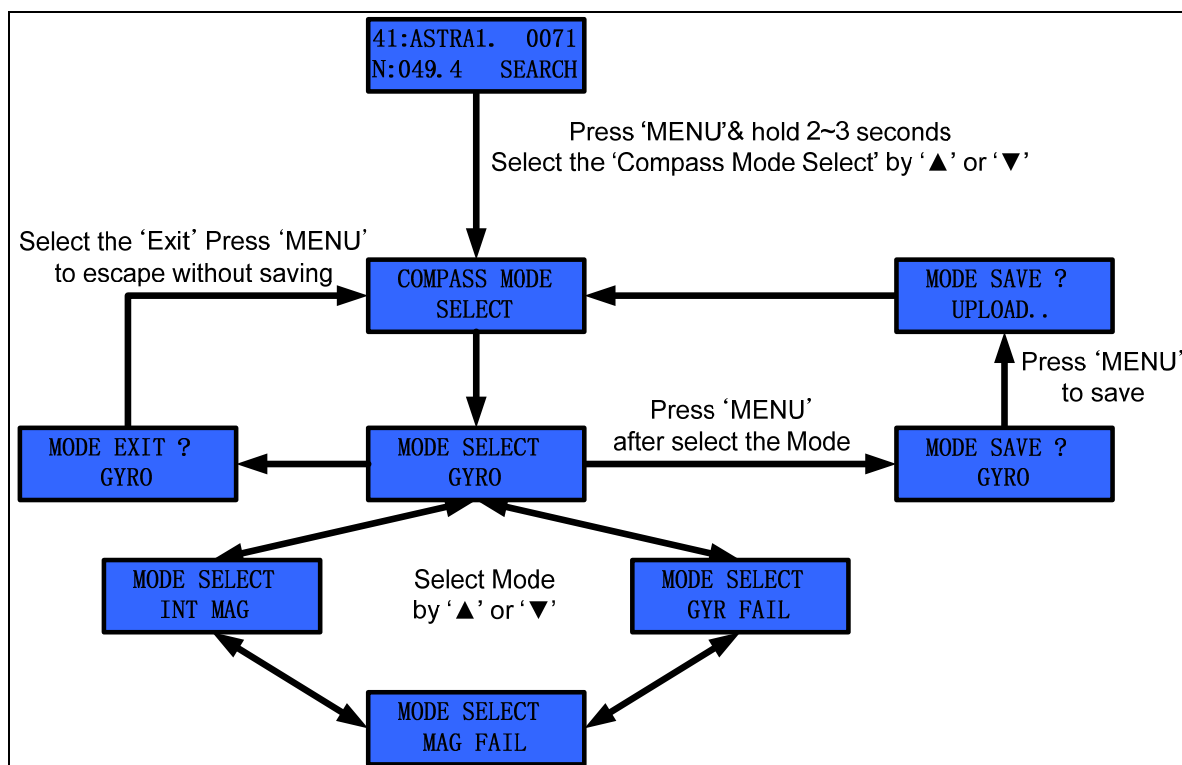 41:ASTRA1. 0071
N:049.4 SEARCH
Press ‘MENU’& hold 2~3 seconds
Select the ‘Compass Mode Select’ by ‘▲’ or ‘▼’
Select the ‘Exit’ Press ‘MENU’
to escape without saving
COMPASS MODE
SELECT
MODE SAVE ?
UPLOAD..
Press ‘MENU’
to save
Press ‘MENU’
after select the Mode
MODE EXIT ?
GYRO
MODE SELECT
GYRO
MODE SAVE ?
GYRO
MODE SELECT
INT MAG
Select Mode
by ‘▲’ or ‘▼’
MODE SELECT
GYR FAIL
MODE SELECT
MAG FAIL